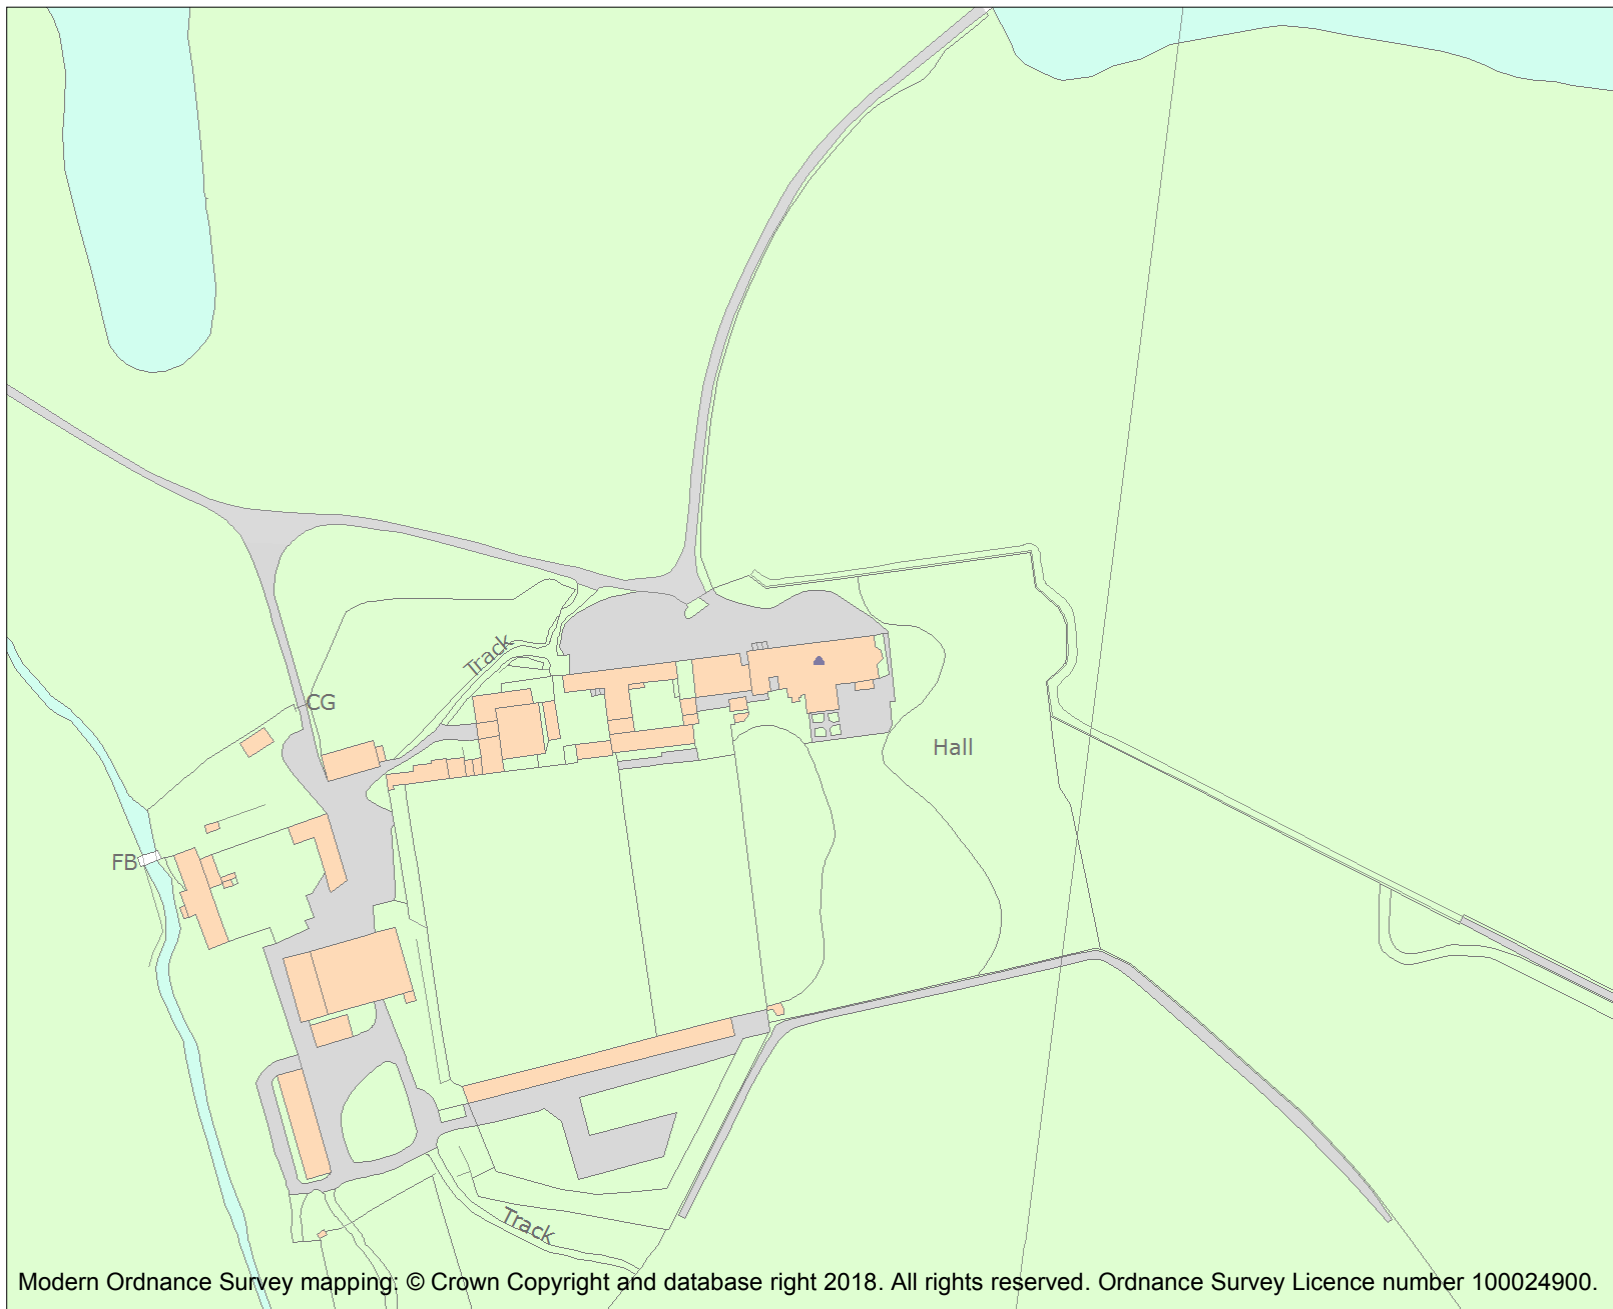 Track
CG
Hall
FB
Track
Modern Ordnance Survey mapping: © Crown Copyright and database right 2018. All rights reserved. Ordnance Survey Licence number 100024900.